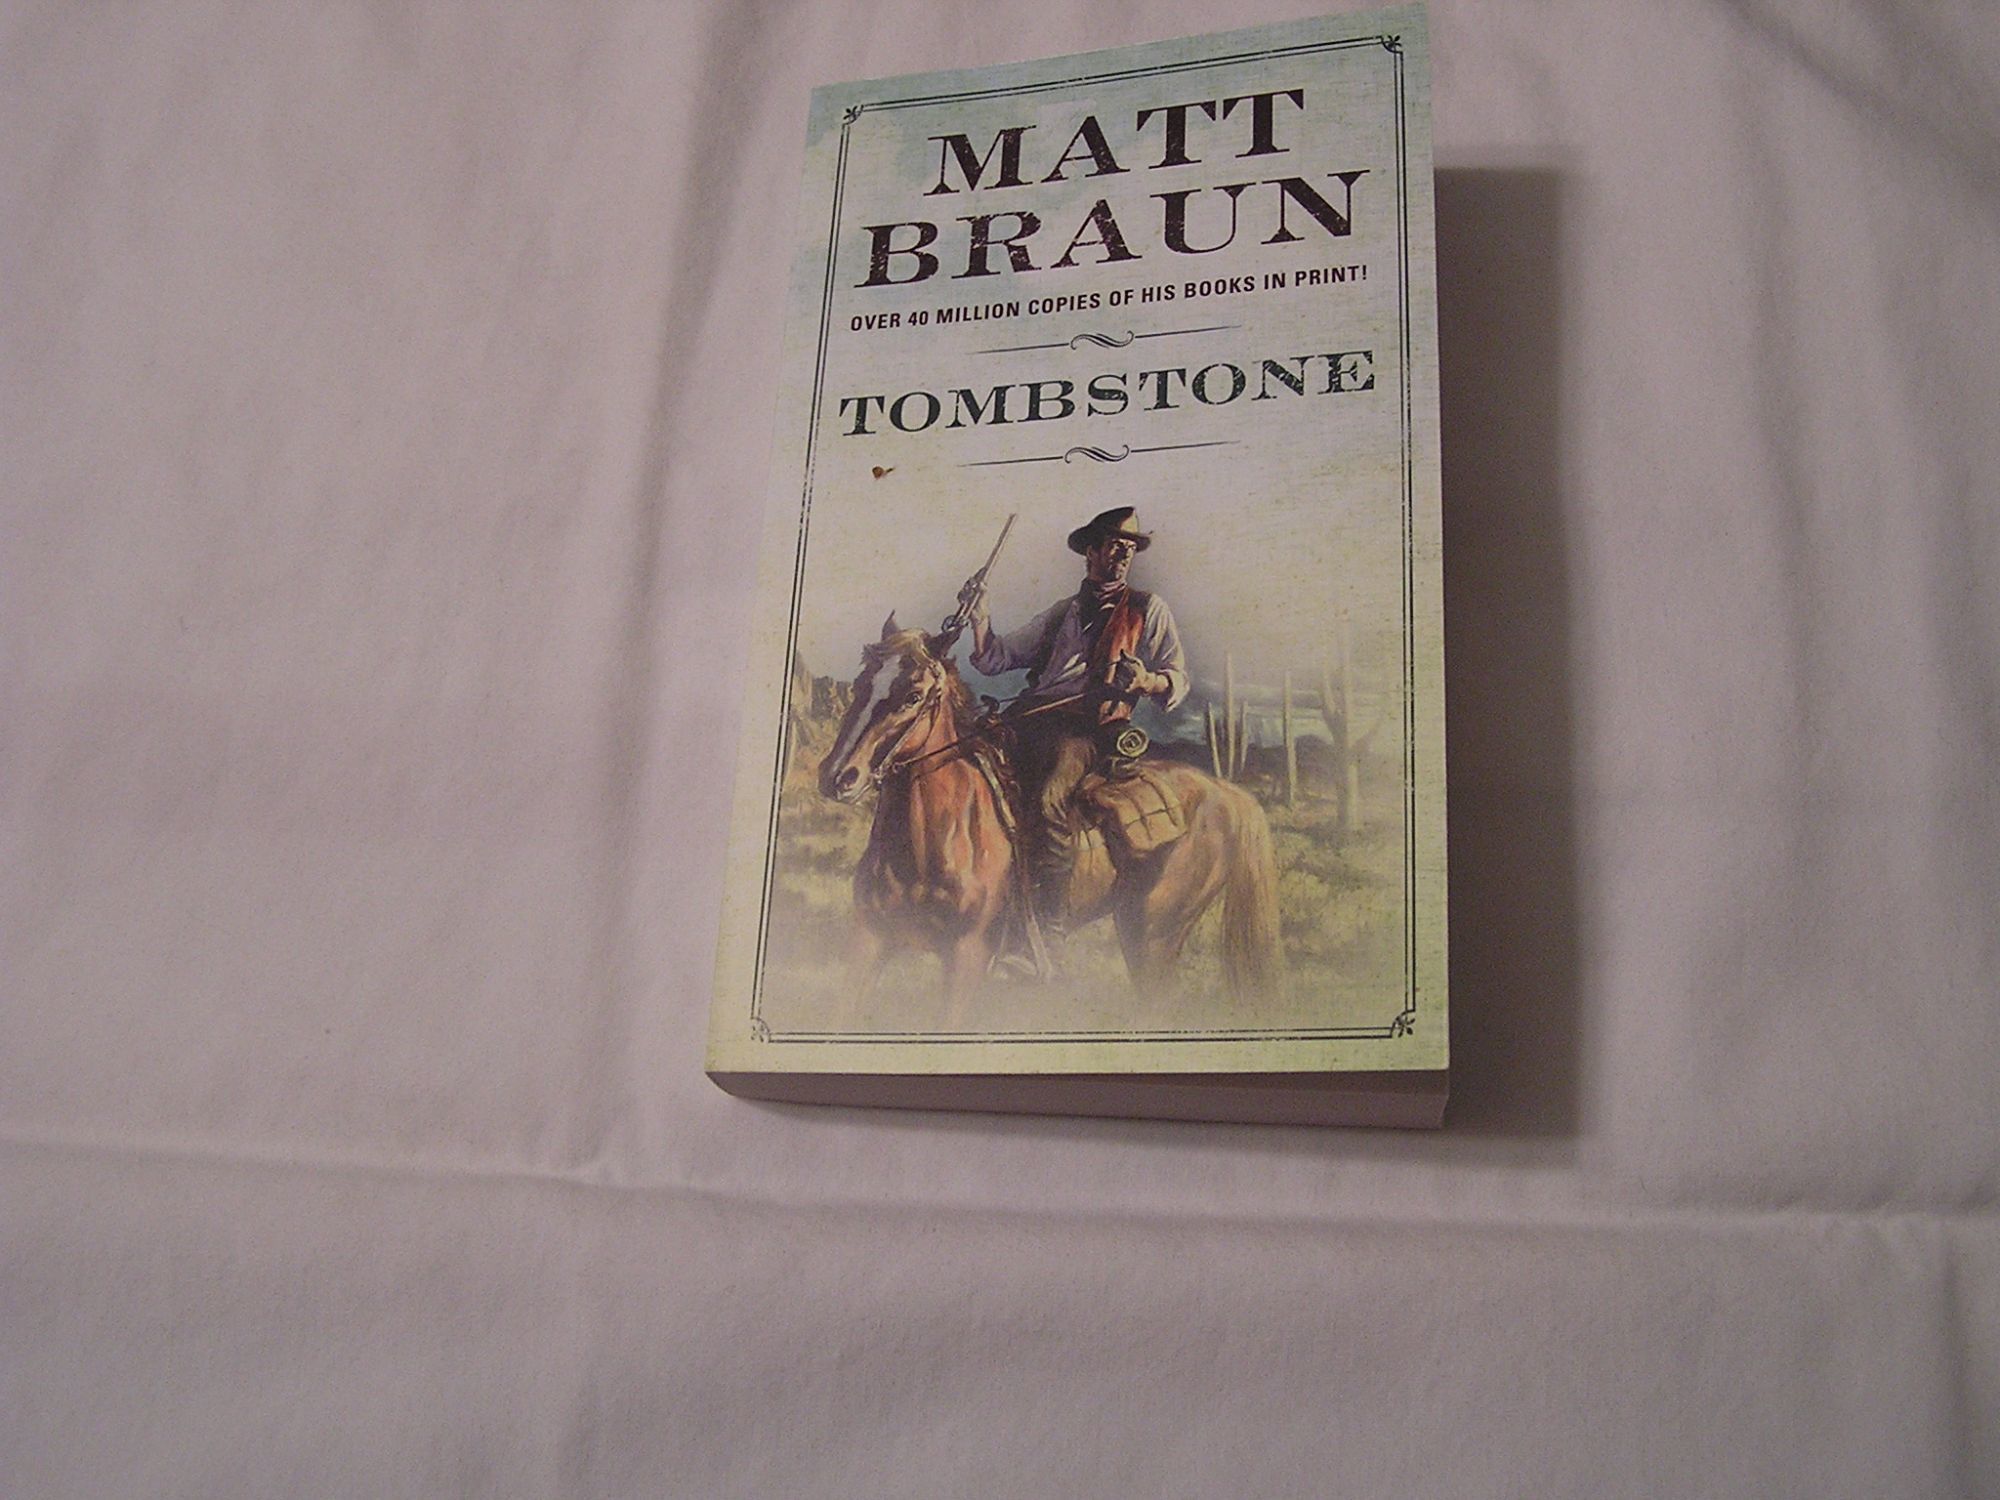 MATT
BRAUN
OVER 40 MILLION COPIES OF HIS BOOKS IN PRINT!
TOMBSTONE